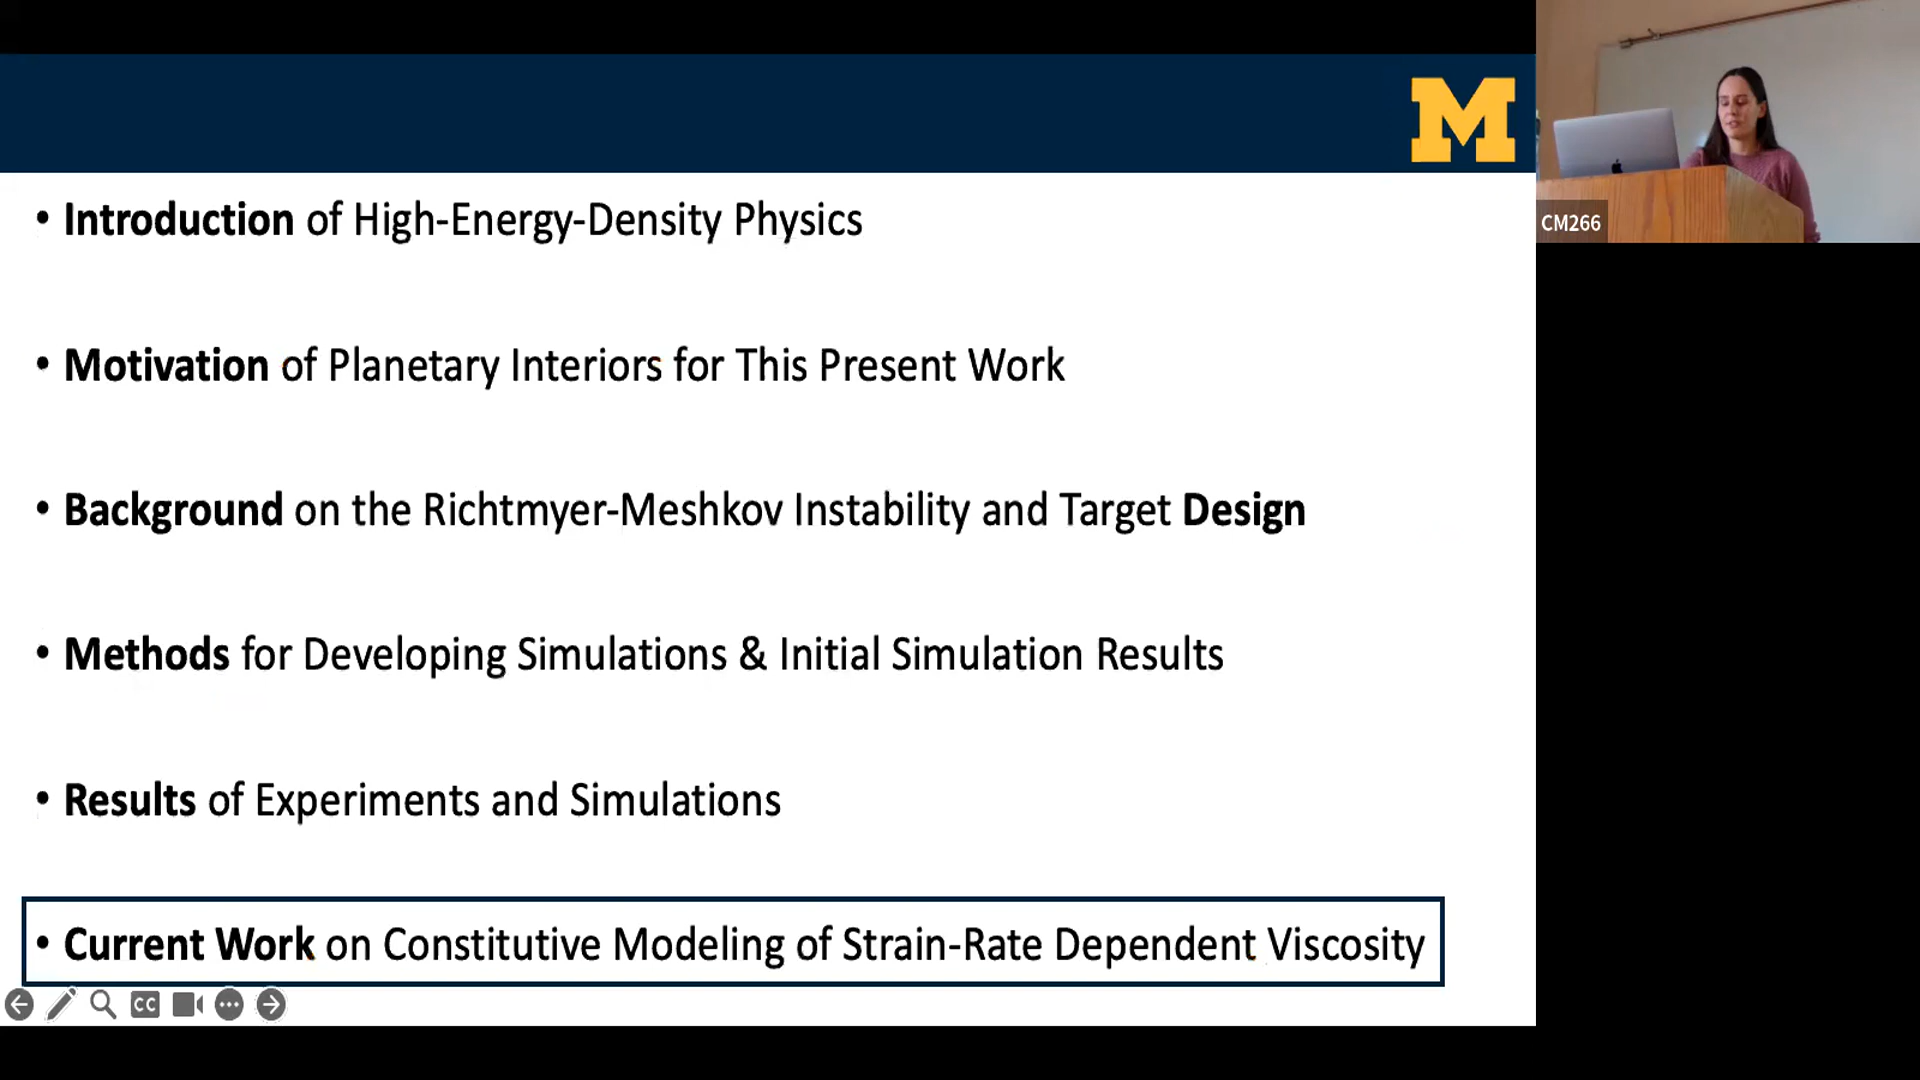 M
• Introduction of High-Energy-Density Physics
• Motivation of Planetary Interiors for This Present Work
• Background on the Richtmyer-Meshkov Instability and Target Design
• Methods for Developing Simulations & Initial Simulation Results
• Results of Experiments and Simulations
• Current Work on Constitutive Modeling of Strain-Rate Dependent Viscosity
CC
CM266